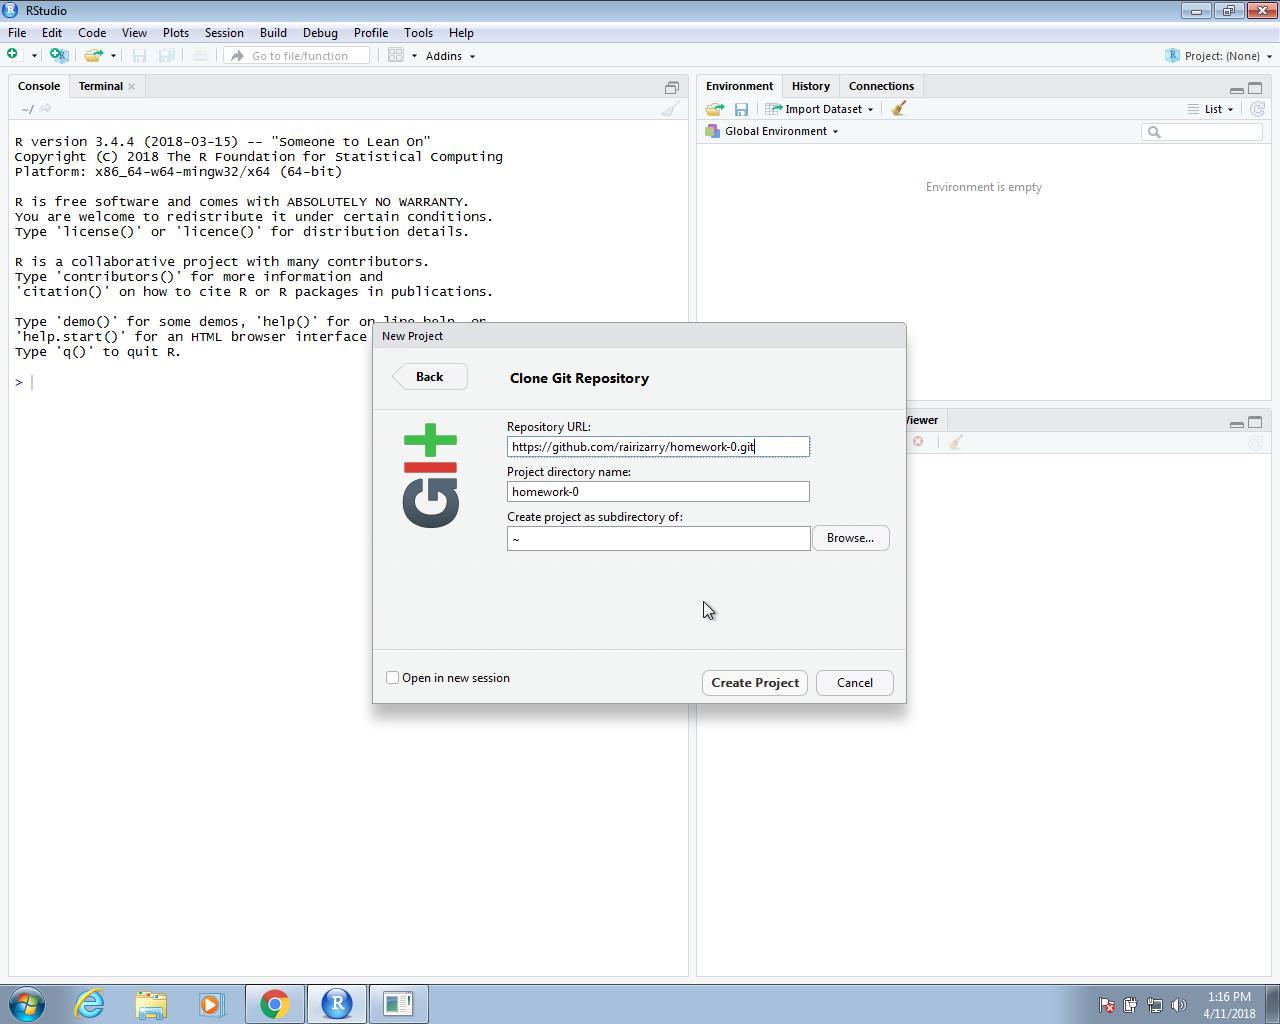 RStudio
File Edit Code View Plots Session Build Debug Profile Tools Help
Go to file/function Addins Project: (None)
Console Terminal
~/
R version 3.4.4 (2018-03-15) -- "Someone to Lean On"
Copyright (C) 2018 The R Foundation for Statistical Computing
Platform: x86_64-w64-mingw32/x64 (64-bit)
R is free software and comes with ABSOLUTELY NO WARRANTY.
You are welcome to redistribute it under certain conditions.
Type 'license()' or 'licence()' for distribution details.
R is a collaborative project with many contributors.
Type 'contributors()' for more information and
'citation()' on how to cite R or R packages in publications.
Type 'demo()' for some demos, 'help()' for on-line help, or
'help.start()' for an HTML browser interface
Type 'q()' to quit R.
>
Environment History Connections
Import Dataset List
Global Environment
Environment is empty
Viewer
New Project
Back Clone Git Repository
GIt
Repository URL:
https://github.com/rairizarry/homework-0.git
Project directory name:
homework-0
Create project as subdirectory of:
~ Browse...
Open in new session Create Project Cancel
1:16 PM
4/11/2018